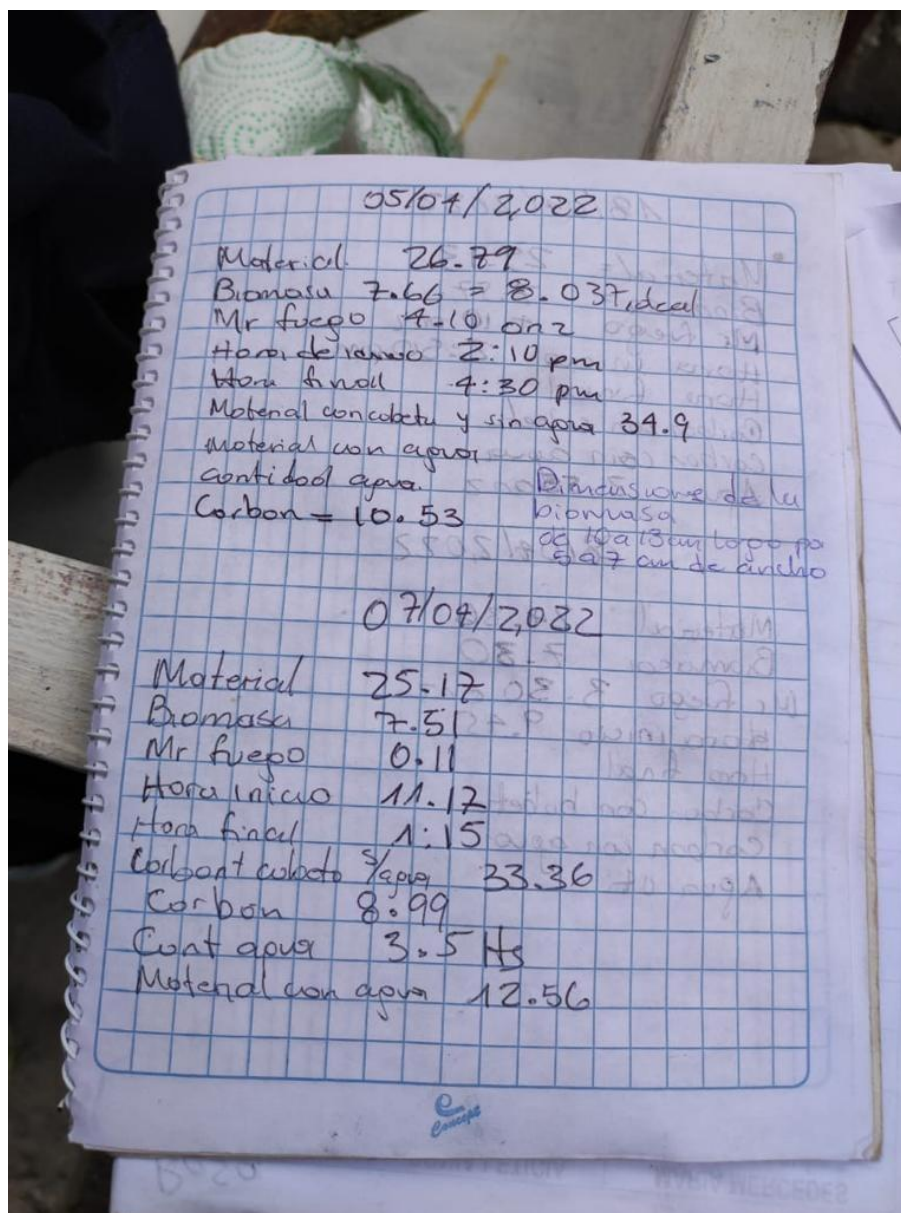 05/04/2,022
Material. 26.79
Biomasa 7.66 = 8.037, ideal
Mr fuego 4.10 onz
Hora de 2:10 pm
Hora final 4:30 pm
Material con cubeta y sin agua 34.9
Material con agua
cantidad agua.
Carbon = 10.53
Dimensione de la
biomasa
de 10 a 13 cm largo por
5 a 7 cm de ancho
07/04/2,022
Material 25.17
Biomasa 7.51
Mr fuego 0.11
Hora inicio 11.17
Hora final 1:15
Carbon t cubeta s/agua 33.36
Carbon 8.99
Cant agua 3.5 lts
Material con agua 12.56
Concept